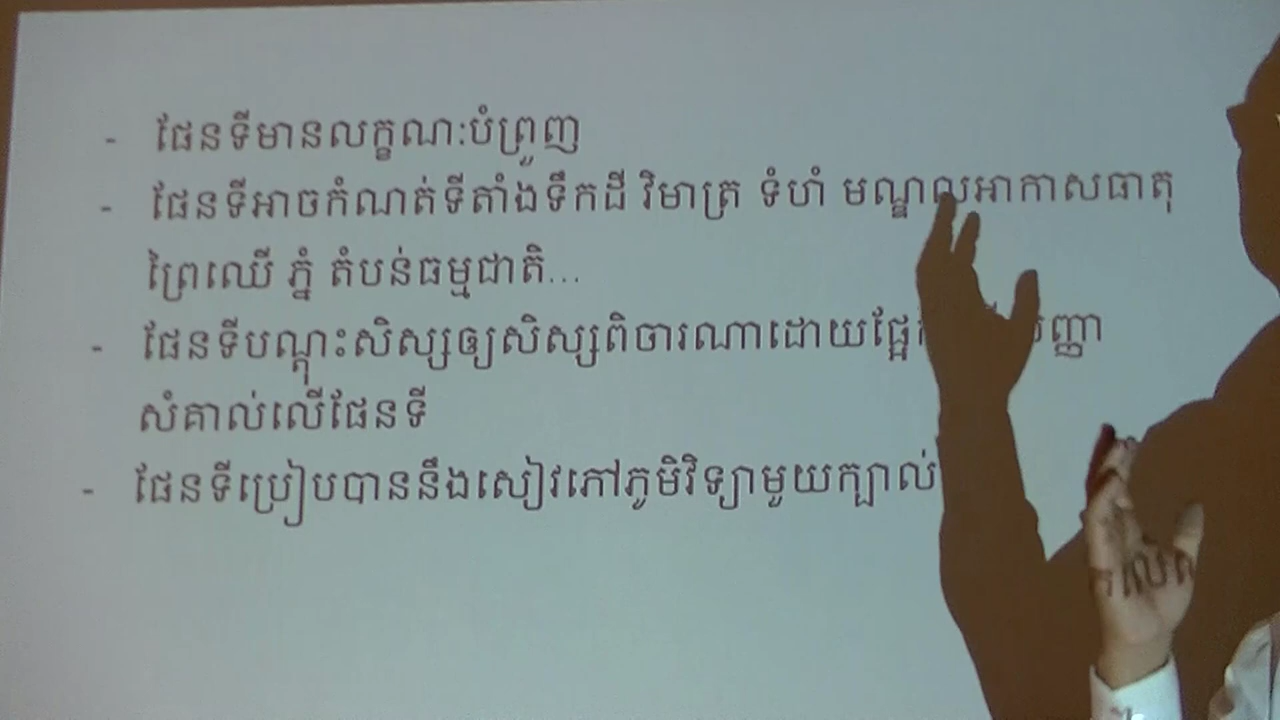 - ផែនទីមានលក្ខណៈបំព្រួញ
- ផែនទីអាចកំណត់ទីតាំងទឹកដី វិមាត្រ ទំហំ មណ្ឌលអាកាសធាតុ
ព្រៃឈើ ភ្នំ តំបន់ធម្មជាតិ...
- ផែនទីបណ្តុះសិស្សឲ្យសិស្សពិចារណាដោយ
សំគាល់លើផែនទី
- ផែនទីប្រៀបបាននឹងសៀវភៅភូមិវិទ្យាមួយក្បាល